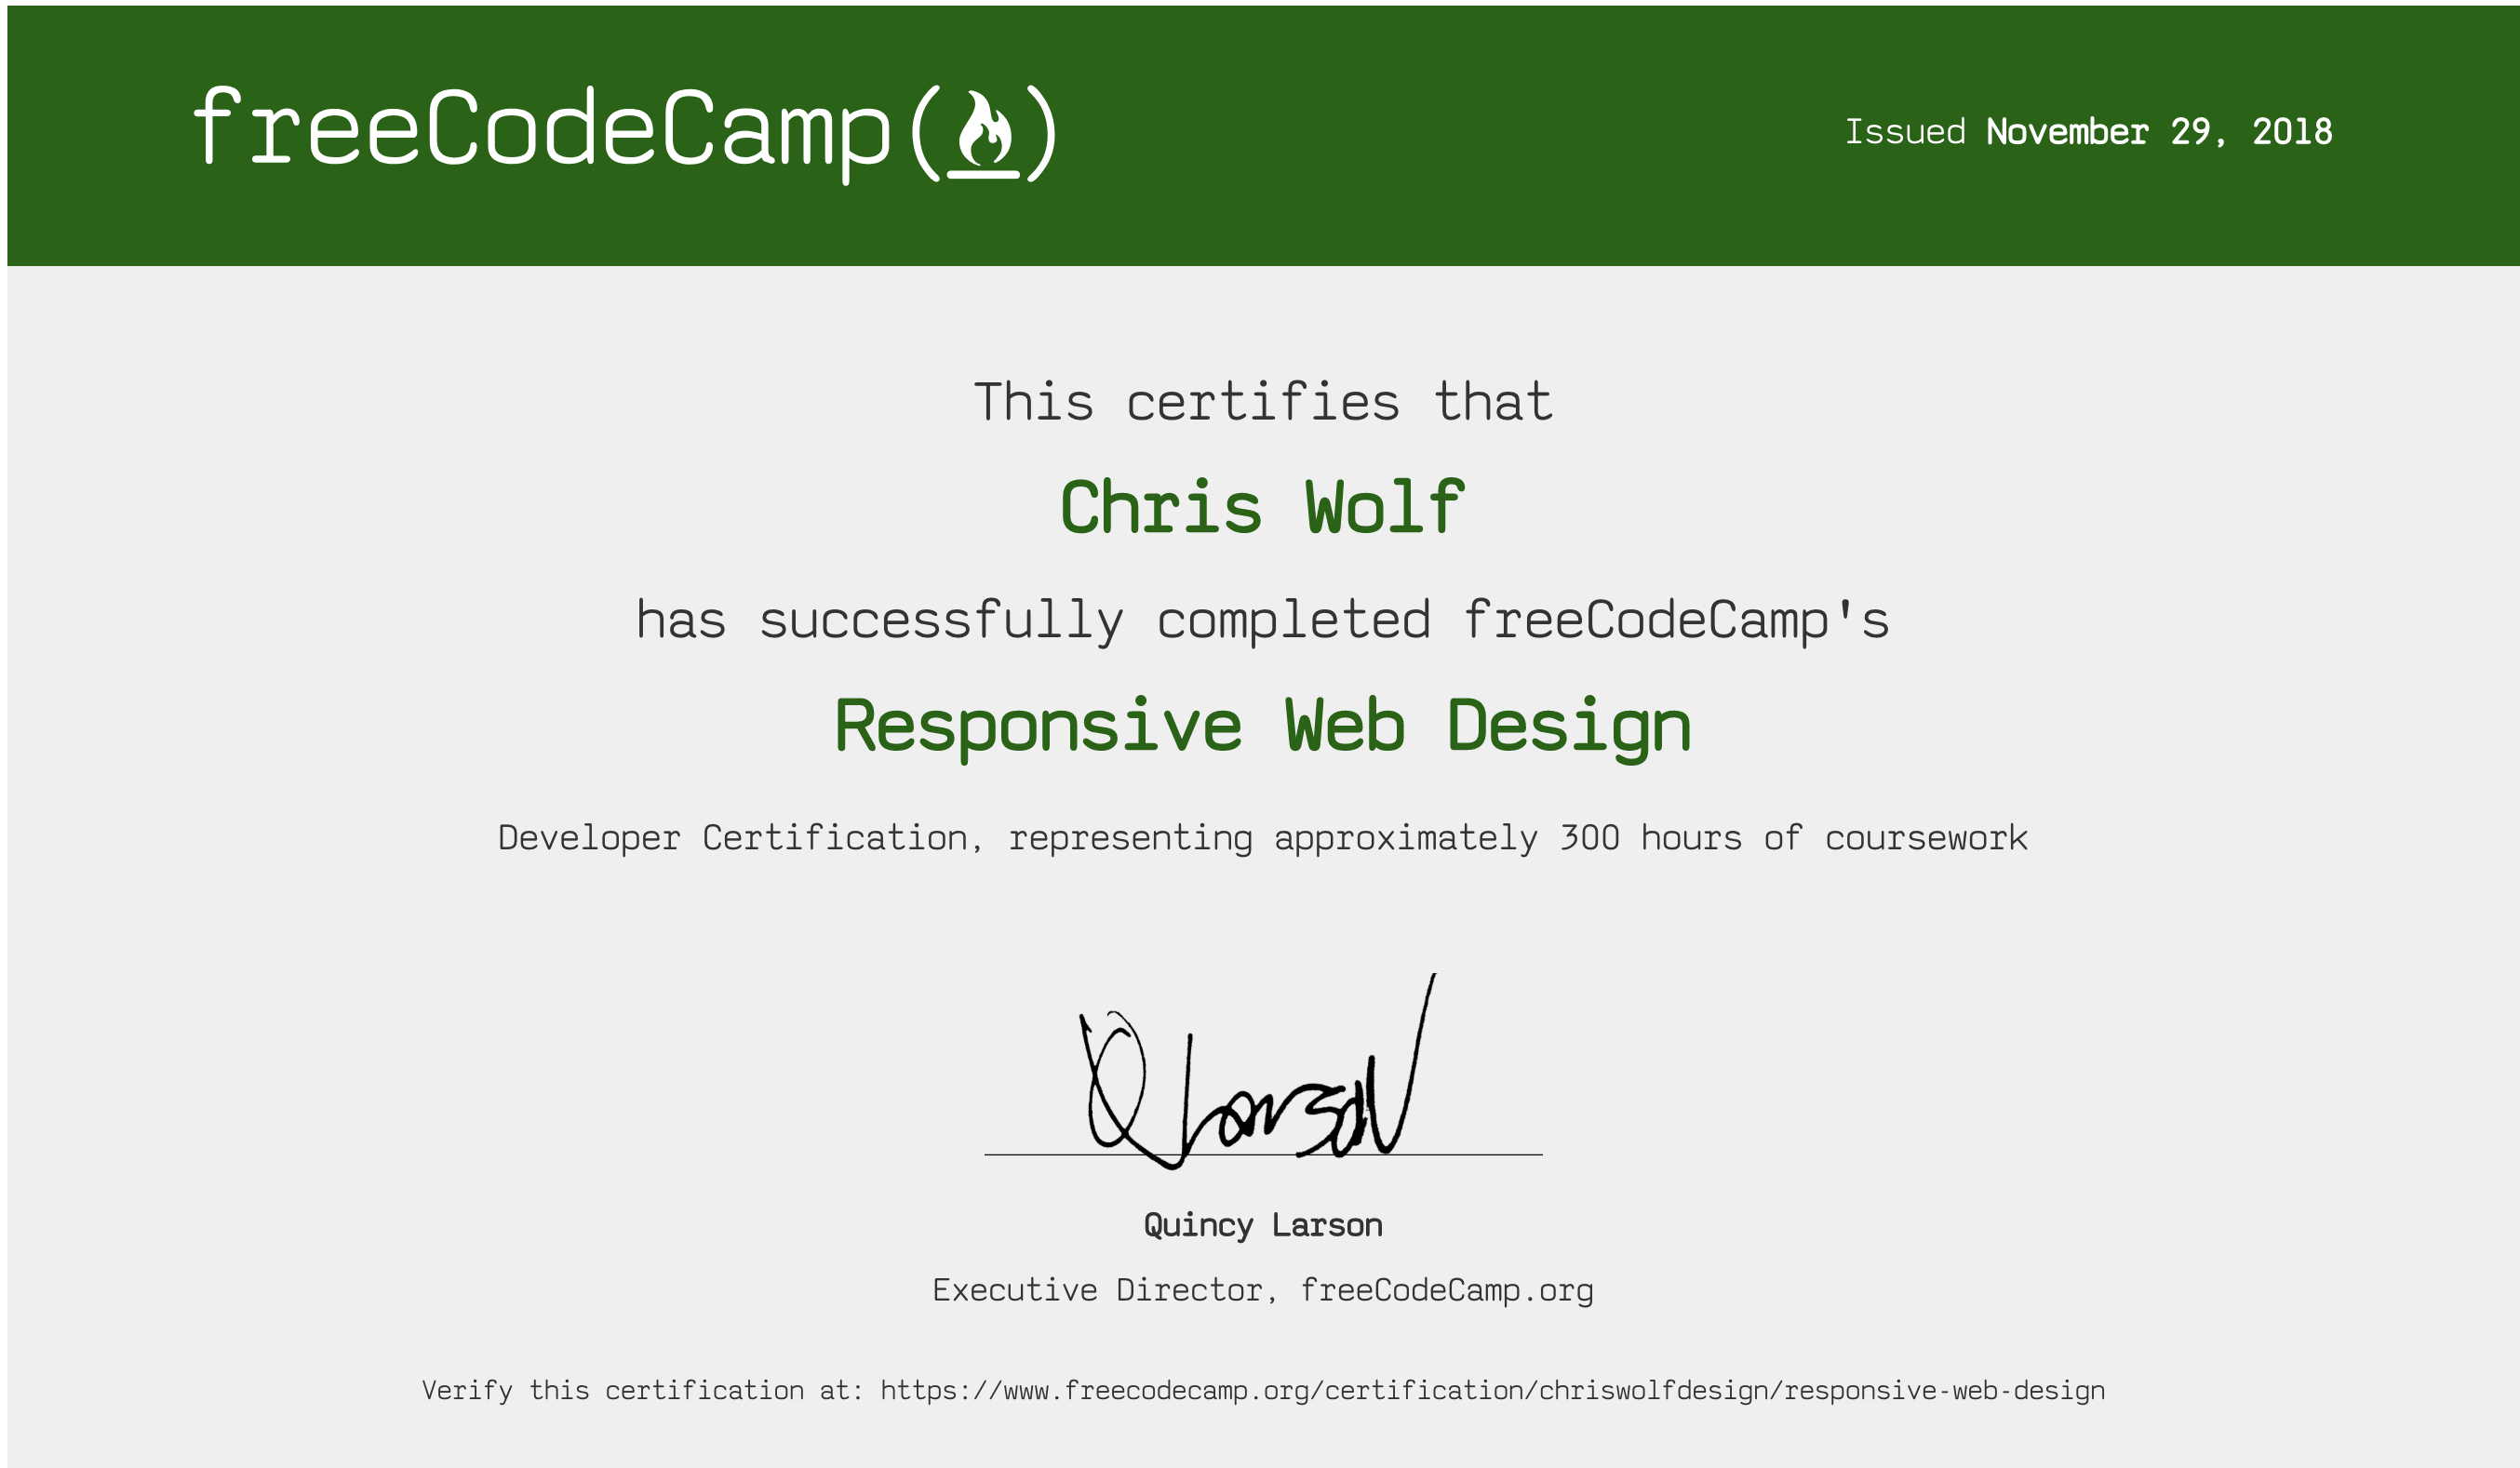 freeCodeCamp(🔥)
Issued November 29, 2018
This certifies that
Chris Wolf
has successfully completed freeCodeCamp's
Responsive Web Design
Developer Certification, representing approximately 300 hours of coursework
Q Larson
Quincy Larson
Executive Director, freeCodeCamp.org
Verify this certification at: https://www.freecodecamp.org/certification/chriswolfdesign/responsive-web-design